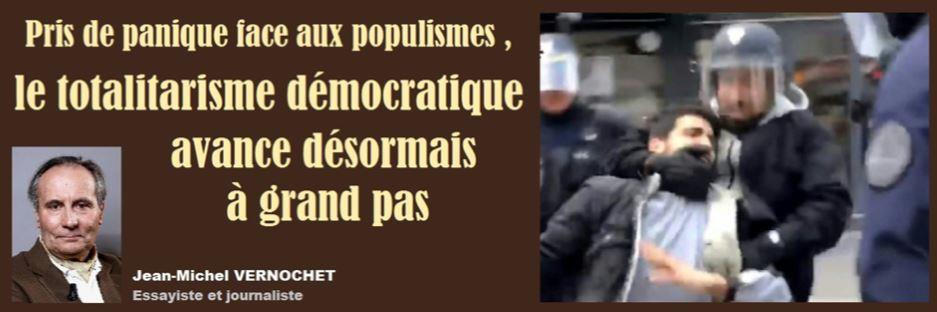 Pris de panique face aux populismes ,
le totalitarisme démocratique
avance désormais
à grand pas
Jean-Michel VERNOCHET
Essayiste et journaliste